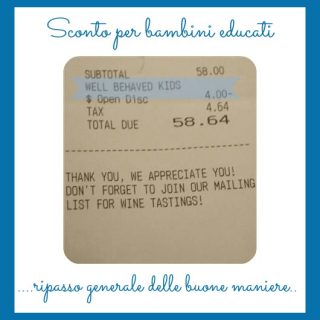 Sconto per bambini educati
SUBTOTAL 58.00
WELL BEHAVED KIDS
$ Open Disc 4.00-
TAX 4.64
TOTAL DUE 58.64
THANK YOU, WE APPRECIATE YOU!
DON'T FORGET TO JOIN OUR MAILING
LIST FOR WINE TASTINGS!
....ripasso generale delle buone maniere..